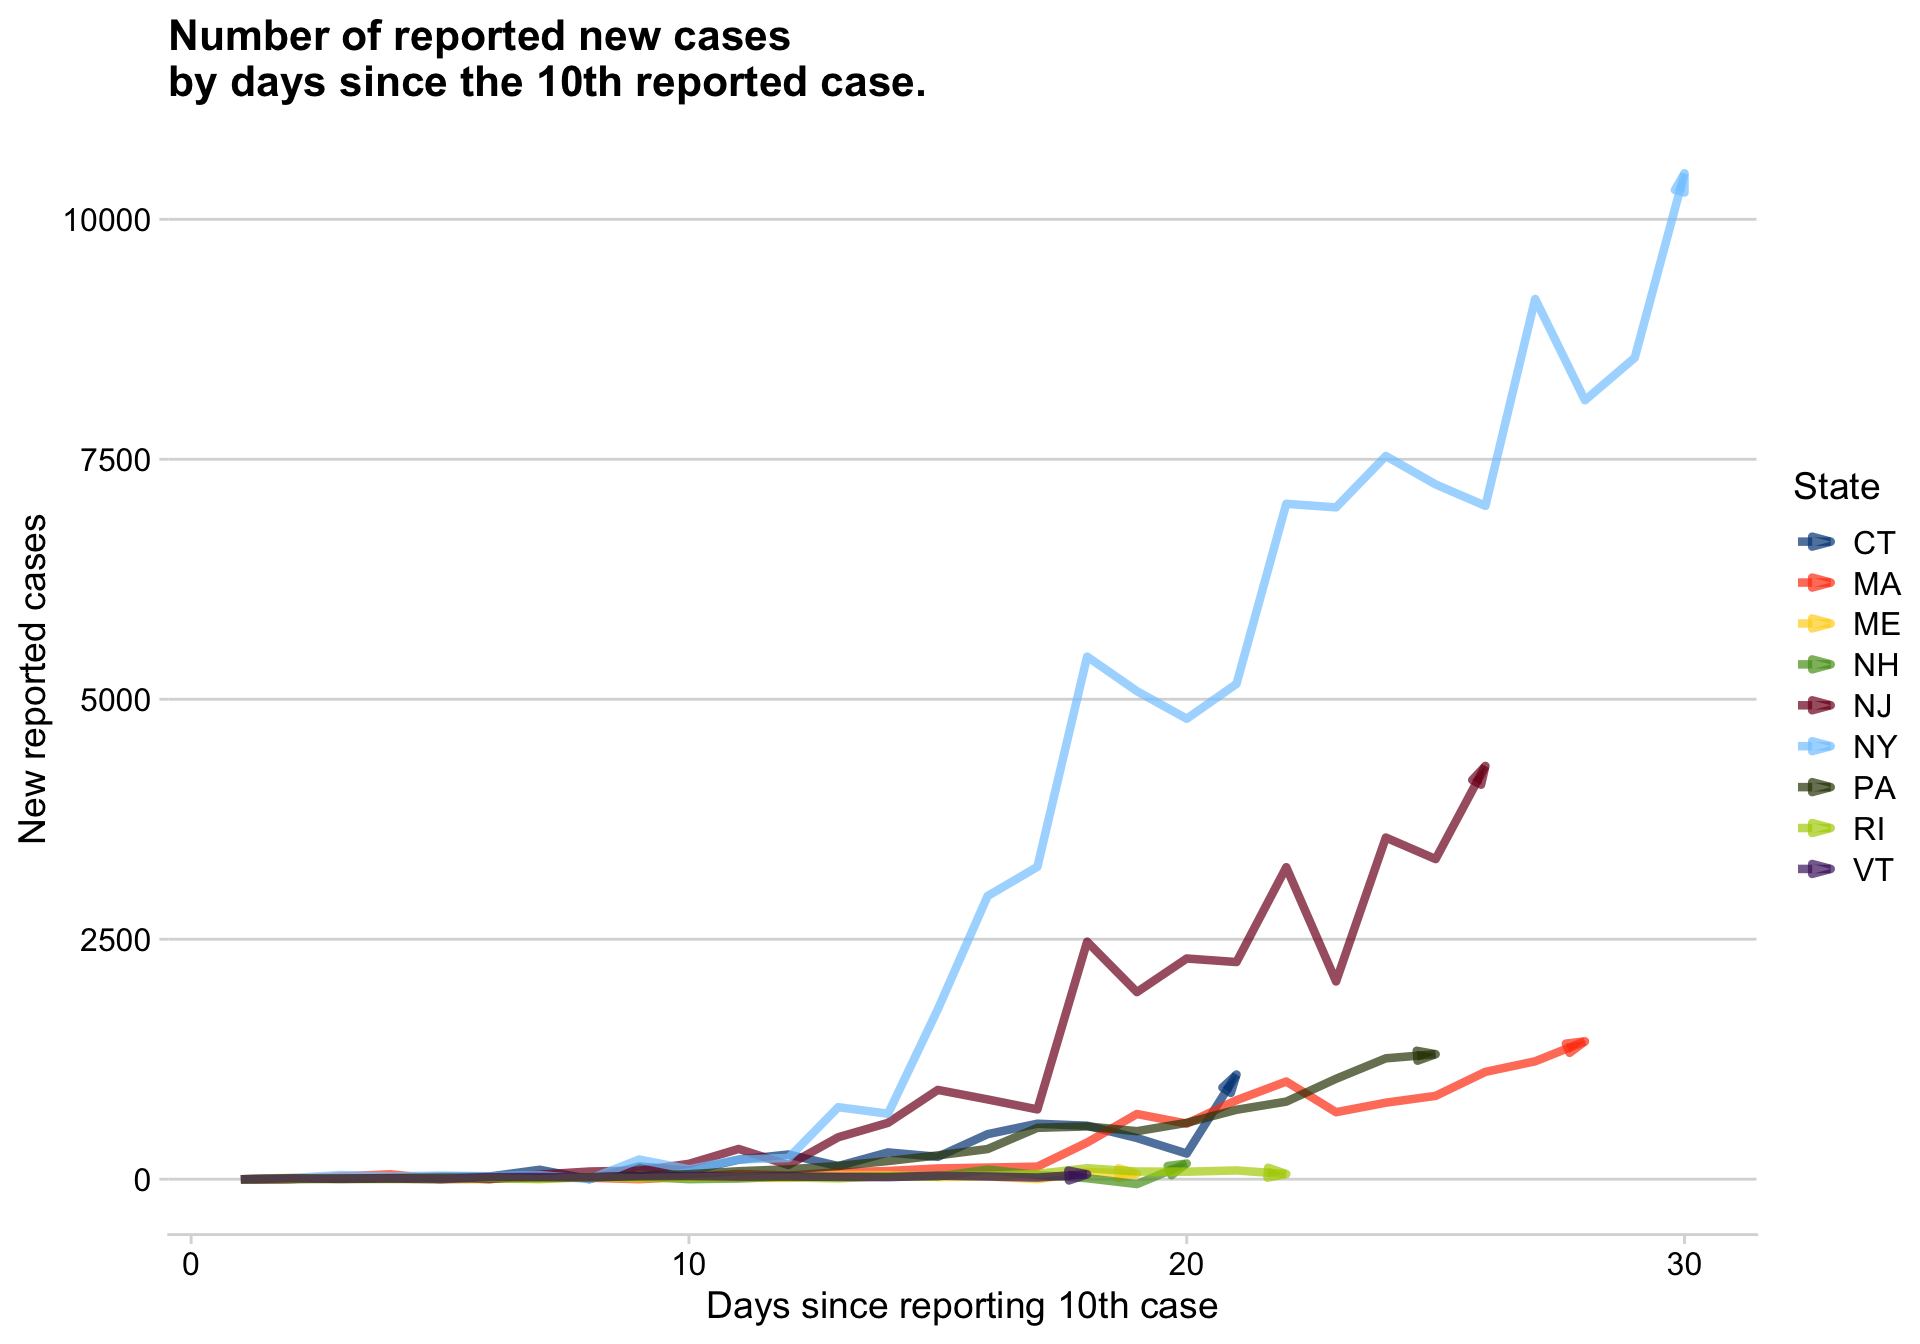 Number of reported new cases
by days since the 10th reported case.
10000
7500
5000
2500
0
New reported cases
0
10
20
30
Days since reporting 10th case
State
CT
MA
ME
NH
NJ
NY
PA
RI
VT